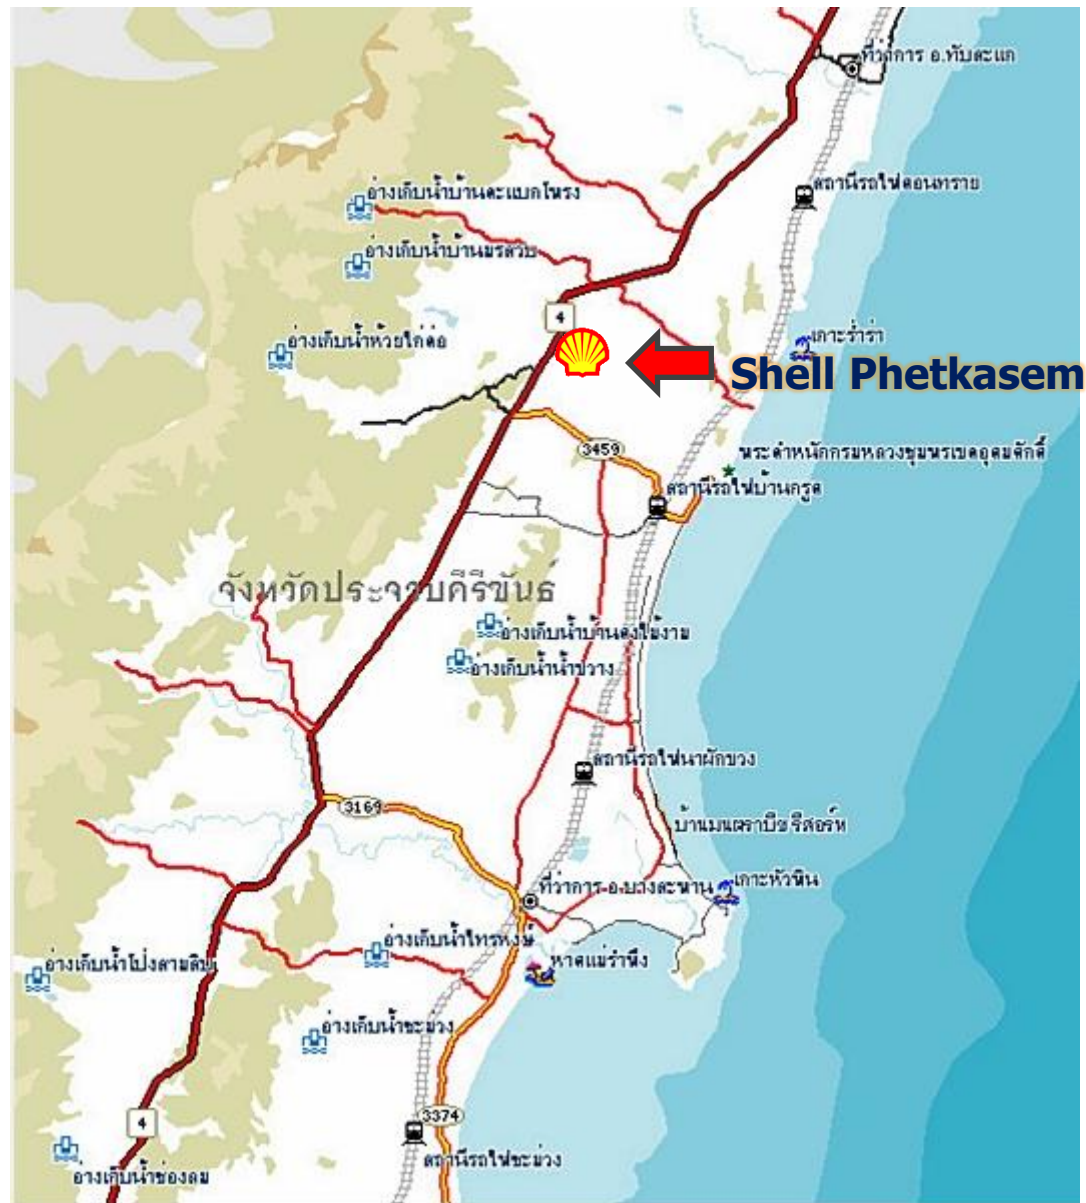 ที่ว่าการ อ.ทับสะแก
สถานีรถไฟดอนทราย
อ่างเก็บน้ำบ้านตะแบกโพรง
อ่างเก็บน้ำบ้านมรสวบ
4
เกาะร่ำร่า
อ่างเก็บน้ำห้วยไก่ต่อ
Shell Phetkasem
3459
พระตำหนักกรมหลวงชุมพรเขตอุดมศักดิ์
สถานีรถไฟบ้านกรูด
จังหวัดประจวบคีรีขันธ์
อ่างเก็บน้ำบ้านดงไม้งาม
อ่างเก็บน้ำน้ำขวาง
สถานีรถไฟนาผักขวง
3169
บ้านมนตราบีช รีสอร์ท
ที่ว่าการ อ.บางสะพาน
เกาะหัวหิน
อ่างเก็บน้ำไทรหงษ์
หาดแม่รำพึง
อ่างเก็บน้ำโป่งสามสิบ
อ่างเก็บน้ำชะม่วง
3374
4
สถานีรถไฟชะม่วง
อ่างเก็บน้ำช่องลม